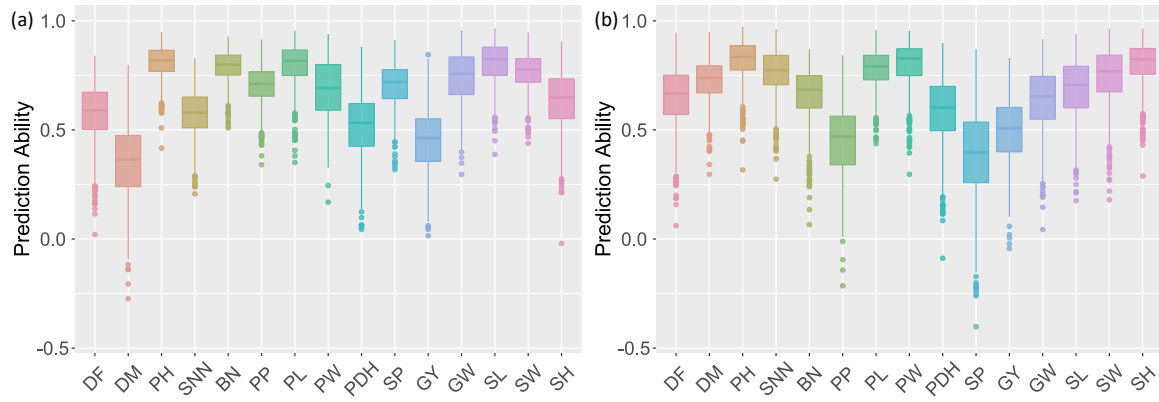 (a)
Prediction Ability
1.0
0.5
0.0
-0.5
DF DM PH SNN BN PP PL PW PDH SP GY GW SL SW SH
(b)
Prediction Ability
1.0
0.5
0.0
-0.5
DF DM PH SNN BN PP PL PW PDH SP GY GW SL SW SH